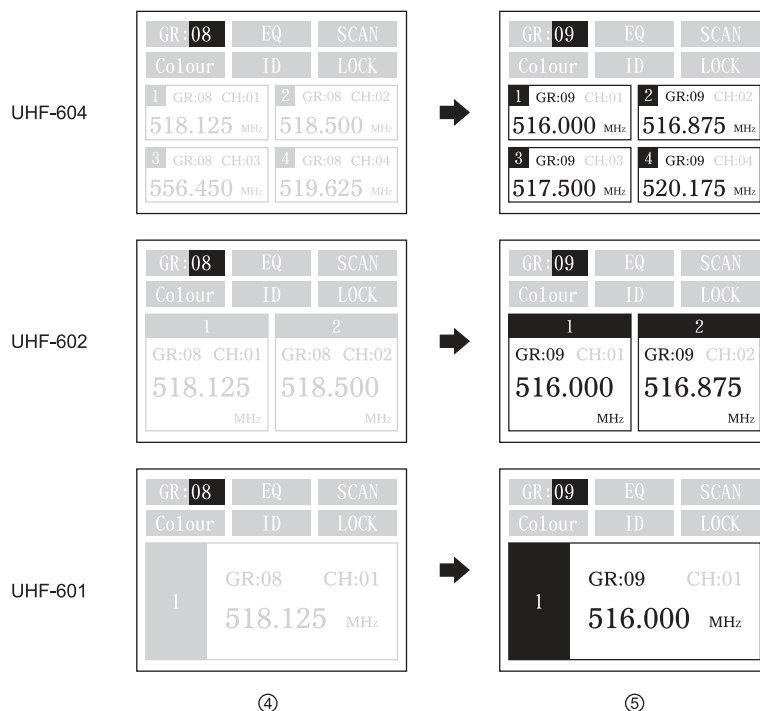 UHF-604
GR:08 EQ SCAN
Colour ID LOCK
1 GR:08 CH:01 2 GR:08 CH:02
518.125 MHz 518.500 MHz
3 GR:08 CH:03 4 GR:08 CH:04
556.450 MHz 519.625 MHz
GR:09 EQ SCAN
Colour ID LOCK
1 GR:09 CH:01 2 GR:09 CH:02
516.000 MHz 516.875 MHz
3 GR:09 CH:03 4 GR:09 CH:04
517.500 MHz 520.175 MHz
UHF-602
GR:08 EQ SCAN
Colour ID LOCK
1 2
GR:08 CH:01 GR:08 CH:02
518.125 518.500
MHz MHz
GR:09 EQ SCAN
Colour ID LOCK
1 2
GR:09 CH:01 GR:09 CH:02
516.000 516.875
MHz MHz
UHF-601
GR:08 EQ SCAN
Colour ID LOCK
1 GR:08 CH:01
518.125 MHz
GR:09 EQ SCAN
Colour ID LOCK
1 GR:09 CH:01
516.000 MHz
④ ⑤